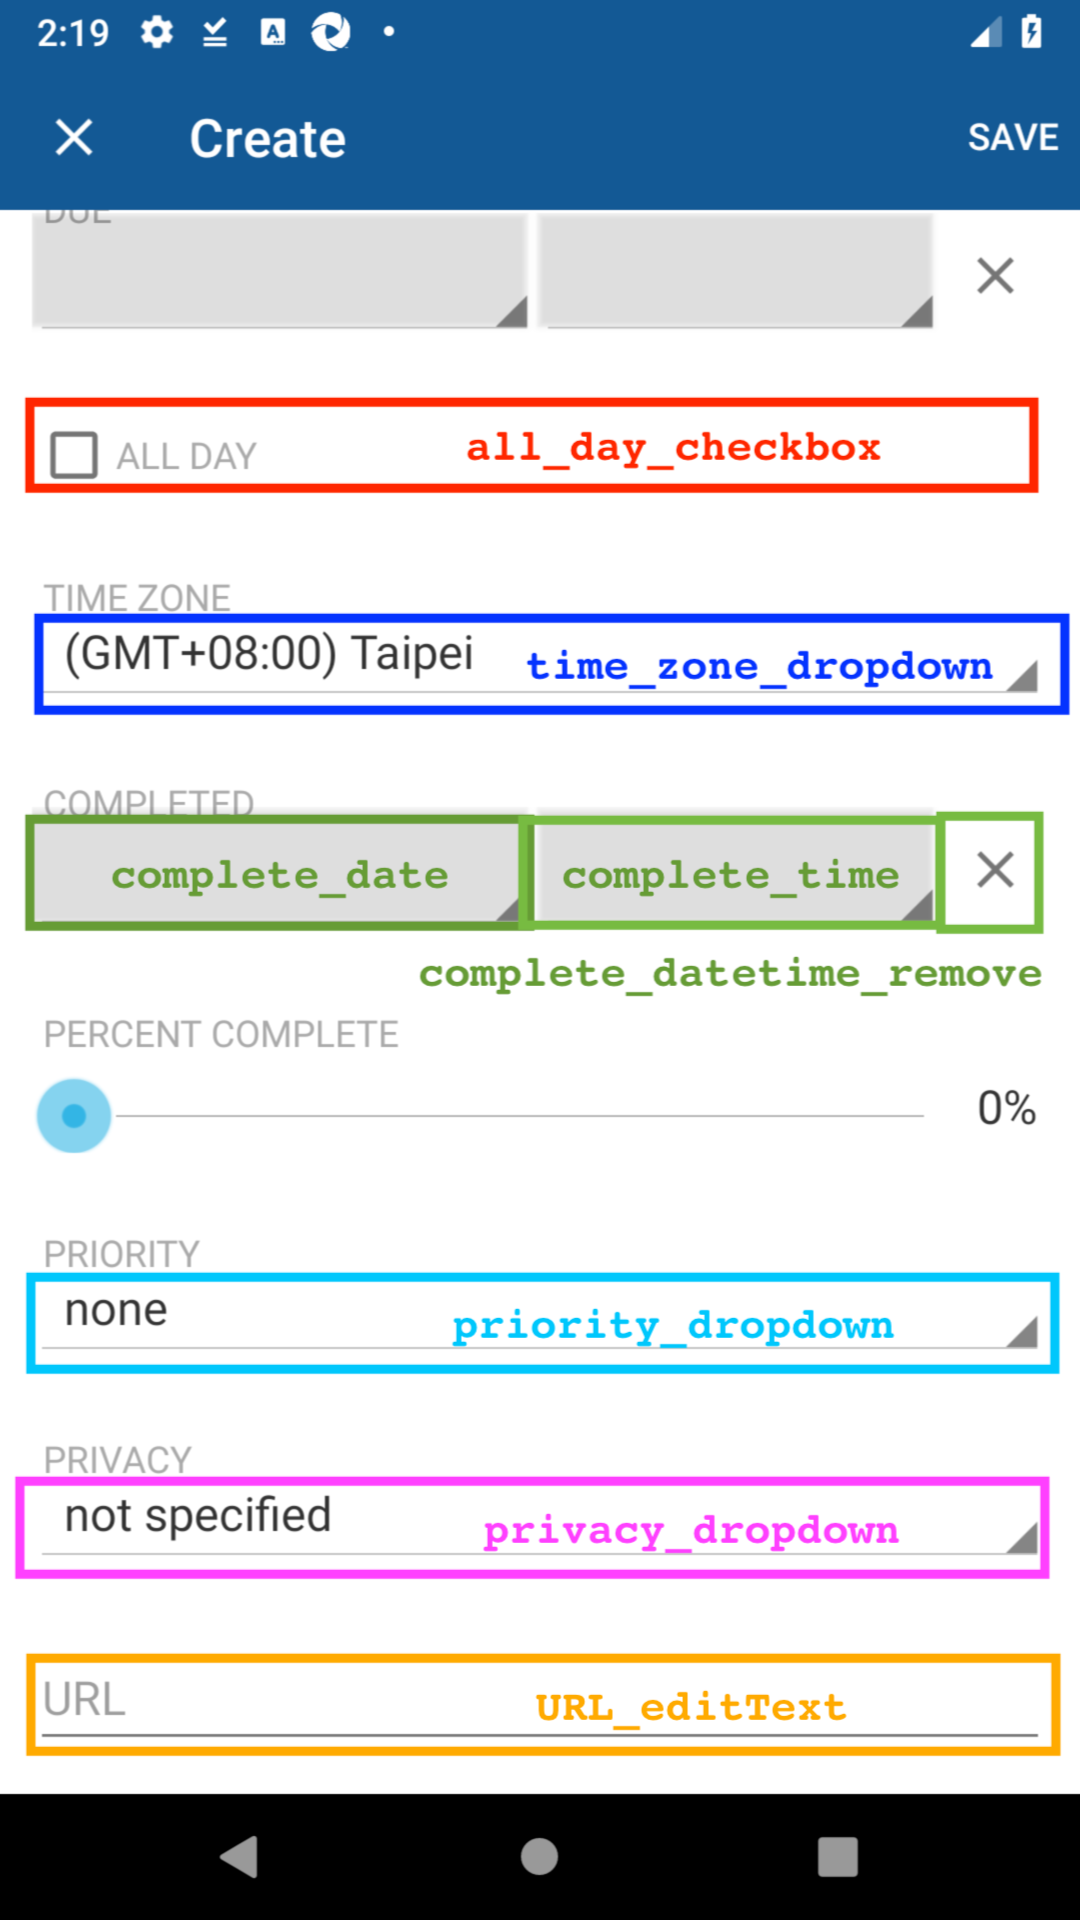 2:19
Create
SAVE
DUE
ALL DAY all_day_checkbox
TIME ZONE
(GMT+08:00) Taipei time_zone_dropdown
COMPLETED
complete_date complete_time
complete_datetime_remove
PERCENT COMPLETE
0%
PRIORITY
none priority_dropdown
PRIVACY
not specified privacy_dropdown
URL URL_editText